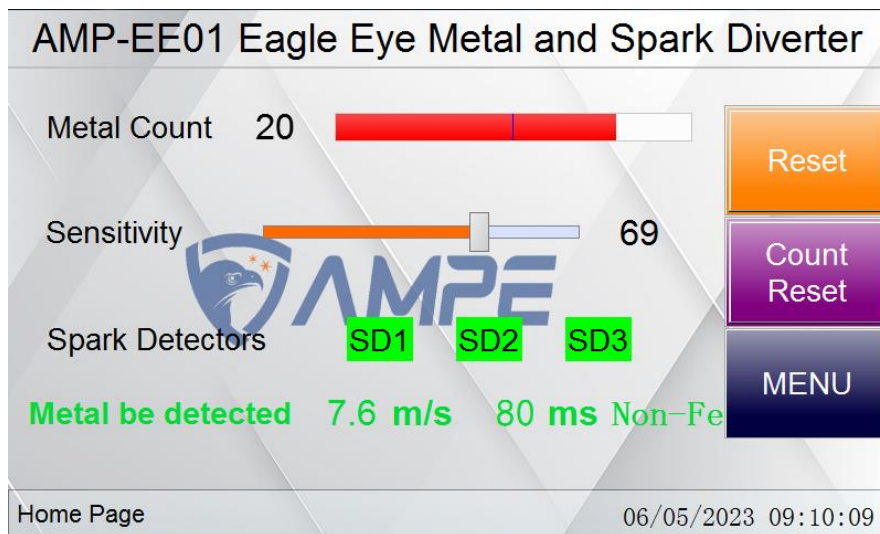 AMP-EE01 Eagle Eye Metal and Spark Diverter
Metal Count 20
Reset
Sensitivity 69
Count
Reset
AMPE
Spark Detectors SD1 SD2 SD3
MENU
Metal be detected 7.6 m/s 80 ms Non-Fe
Home Page 06/05/2023 09:10:09